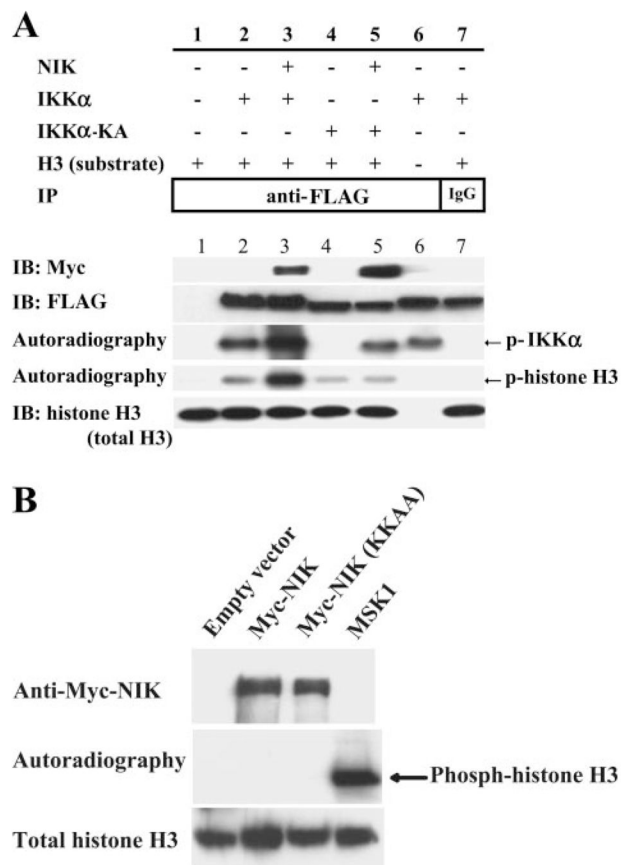 A
1 2 3 4 5 6 7
NIK - - + - + - -
IKKα - + + - - + +
IKKα-KA - - - + + - -
H3 (substrate) + + + + + - +
IP anti-FLAG IgG
1 2 3 4 5 6 7
IB: Myc
IB: FLAG
Autoradiography ← p-IKKα
Autoradiography ← p-histone H3
IB: histone H3
(total H3)
B
Empty vector
Myc-NIK
Myc-NIK (KKAA)
MSK1
Anti-Myc-NIK
Autoradiography
Phosph-histone H3
Total histone H3